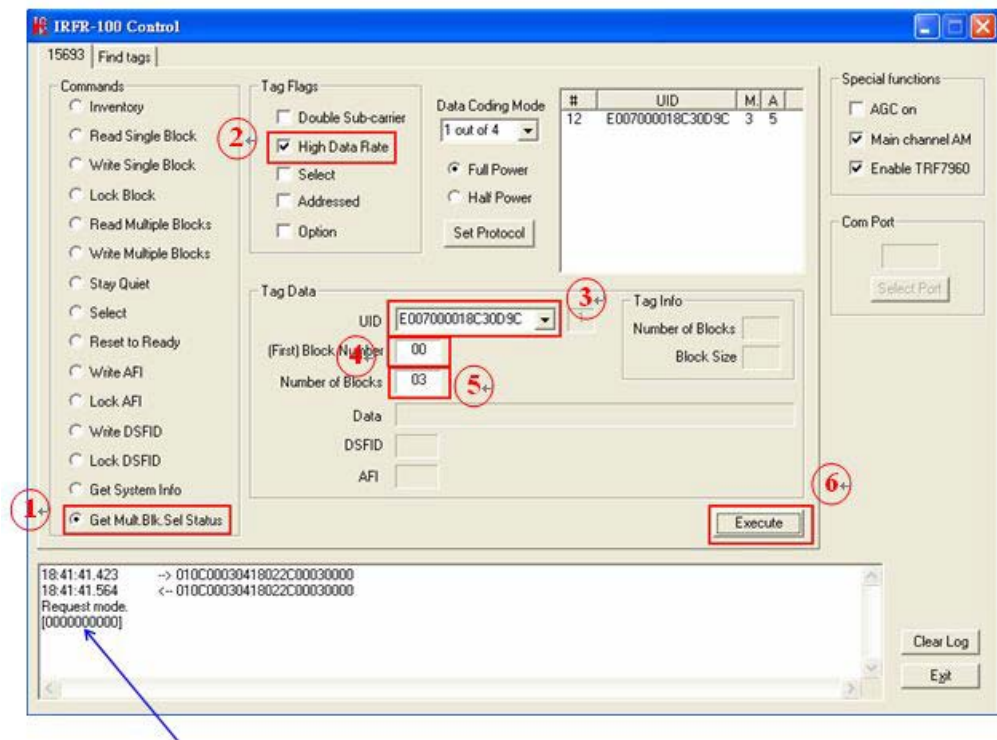 IRFR-100 Control
15693
Find tags
Commands
Inventory
Read Single Block
Write Single Block
Lock Block
Read Multiple Blocks
Write Multiple Blocks
Stay Quiet
Select
Reset to Ready
Write AFI
Lock AFI
Write DSFID
Lock DSFID
Get System Info
1
Get Mult.Blk.Sel Status
Tag Flags
Double Sub-carrier
2
High Data Rate
Select
Addressed
Option
Data Coding Mode
1 out of 4
Full Power
Half Power
Set Protocol
# UID M. A
12 E007000018C30D9C 3 5
Special functions
AGC on
Main channel AM
Enable TRF7960
Com Port
Select Port
Tag Data
UID E007000018C30D9C
3
(First) Block Number 00
4
Number of Blocks 03
5
Data
DSFID
AFI
Tag Info
Number of Blocks
Block Size
6
Execute
18:41:41.423 --> 010C00030418022C00030000
18:41:41.564 <-- 010C00030418022C00030000
Request mode.
[0000000000]
Clear Log
Exit